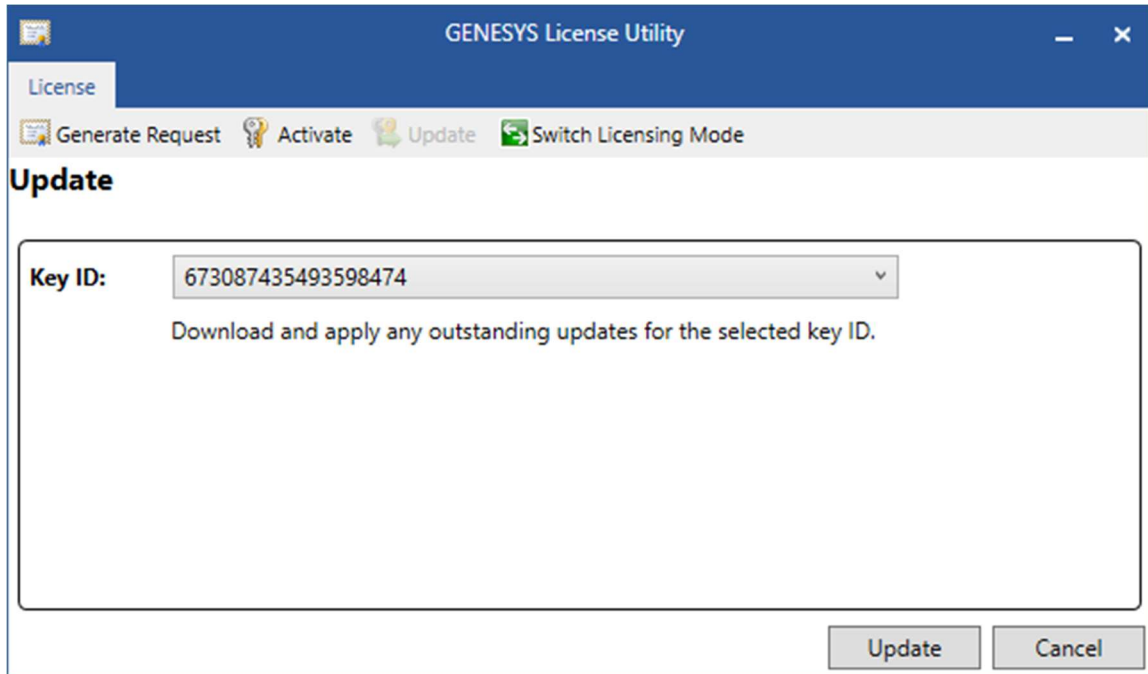 GENESYS License Utility
License
Generate Request Activate Update Switch Licensing Mode
Update
Key ID: 673087435493598474
Download and apply any outstanding updates for the selected key ID.
Update Cancel